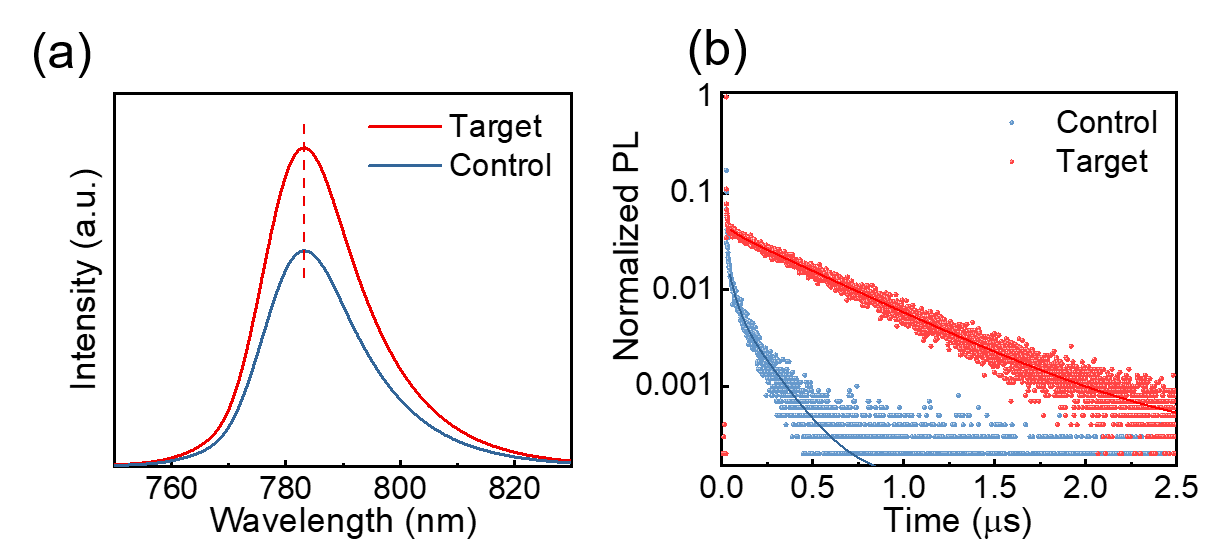 (a)
Target
Control
Intensity (a.u.)
760 780 800 820
Wavelength (nm)
(b)
1
0.1
0.01
0.001
Control
Target
Normalized PL
0.0 0.5 1.0 1.5 2.0 2.5
Time (μs)